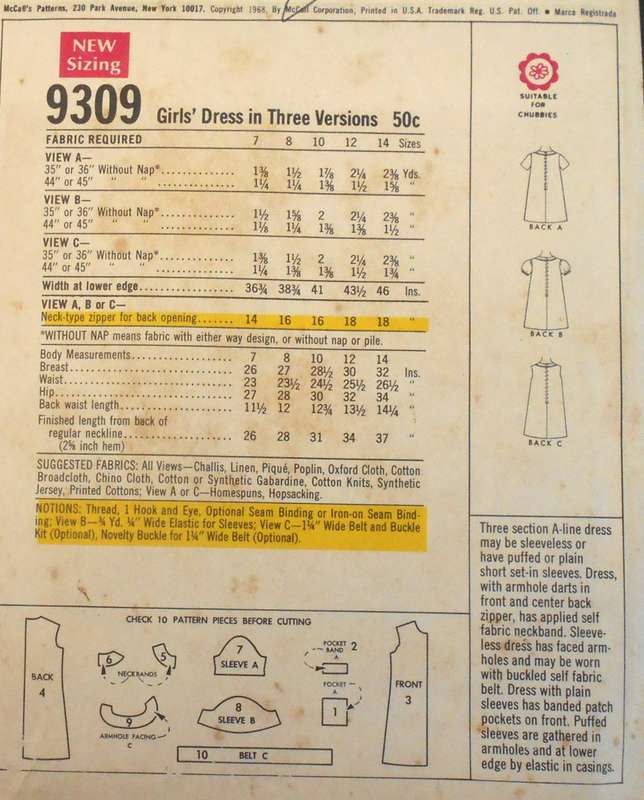 McCall's Patterns, 230 Park Avenue, New York 10017. Copyright 1968, By McCall Corporation, Printed in U.S.A. Trademark Reg. U.S. Pat. Off. • Marca Registrada
NEW
Sizing
9309 Girls' Dress in Three Versions 50c
FABRIC REQUIRED 7 8 10 12 14 Sizes
VIEW A—
35" or 36" Without Nap*.............. 1⅜ 1½ 1⅞ 2¼ 2⅜ Yds.
44" or 45" " " .............. 1¼ 1¼ 1⅜ 1½ 1⅝ "
VIEW B—
35" or 36" Without Nap*.............. 1½ 1⅝ 2 2¼ 2⅜ "
44" or 45" " " .............. 1⅛ 1¼ 1⅜ 1⅜ 1½ "
VIEW C—
35" or 36" Without Nap*.............. 1⅜ 1½ 2 2¼ 2⅜ "
44" or 45" " " .............. 1¼ 1⅜ 1⅜ 1½ 1¾ "
Width at lower edge................... 36¾ 38¾ 41 43½ 46 Ins.
VIEW A, B or C—
Neck-type zipper for back opening....... 14 16 16 18 18 "
*WITHOUT NAP means fabric with either way design, or without nap or pile.
Body Measurements.................... 7 8 10 12 14
Breast................................ 26 27 28½ 30 32 Ins.
Waist................................. 23 23½ 24½ 25½ 26½ "
Hip................................... 27 28 30 32 34 "
Back waist length..................... 11½ 12 12¾ 13½ 14¼ "
Finished length from back of
regular neckline..................... 26 28 31 34 37 "
(2⅝ inch hem)
SUGGESTED FABRICS: All Views—Challis, Linen, Piqué, Poplin, Oxford Cloth, Cotton
Broadcloth, Chino Cloth, Cotton or Synthetic Gabardine, Cotton Knits, Synthetic
Jersey, Printed Cottons; View A or C—Homespuns, Hopsacking.
NOTIONS: Thread, 1 Hook and Eye, Optional Seam Binding or Iron-on Seam Bind-
ing; View B—¾ Yd. ¼" Wide Elastic for Sleeves; View C—1¼" Wide Belt and Buckle
Kit (Optional), Novelty Buckle for 1¼" Wide Belt (Optional).
SUITABLE
FOR
CHUBBIES
BACK A
BACK B
BACK C
Three section A-line dress
may be sleeveless or
have puffed or plain
short set-in sleeves. Dress,
with armhole darts in
front and center back
zipper, has applied self
fabric neckband. Sleeve-
less dress has faced arm-
holes and may be worn
with buckled self fabric
belt. Dress with plain
sleeves has banded patch
pockets on front. Puffed
sleeves are gathered in
armholes and at lower
edge by elastic in casings.
CHECK 10 PATTERN PIECES BEFORE CUTTING
BACK
4
6
5
NECKBANDS
9
ARMHOLE FACING
C
7
SLEEVE A
8
SLEEVE B
POCKET
BAND
A
2
POCKET
A
1
FRONT
3
10 BELT C